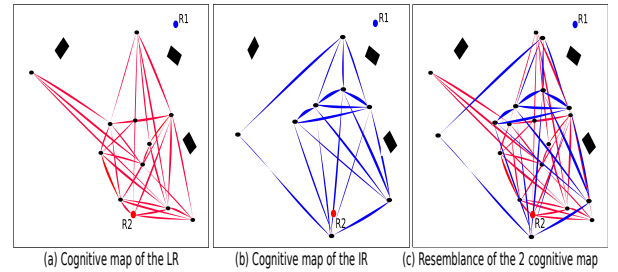 R1
R2
(a) Cognitive map of the LR
R1
R2
(b) Cognitive map of the IR
R1
R2
(c) Resemblance of the 2 cognitive map